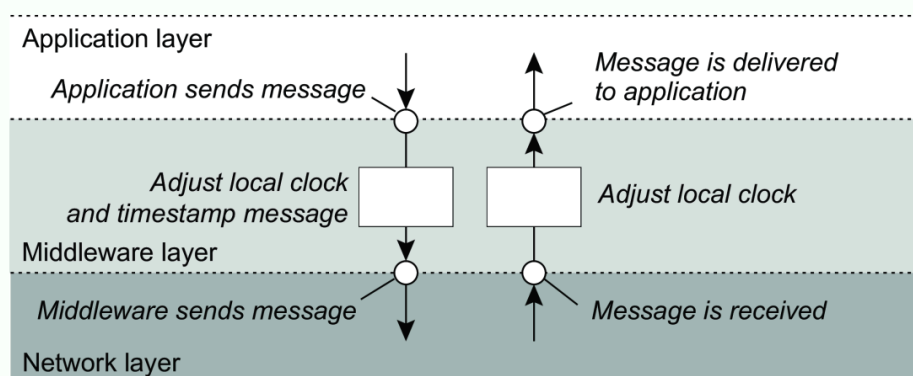 Application layer
Application sends message
Message is delivered
to application
Adjust local clock
and timestamp message
Adjust local clock
Middleware layer
Middleware sends message
Message is received
Network layer